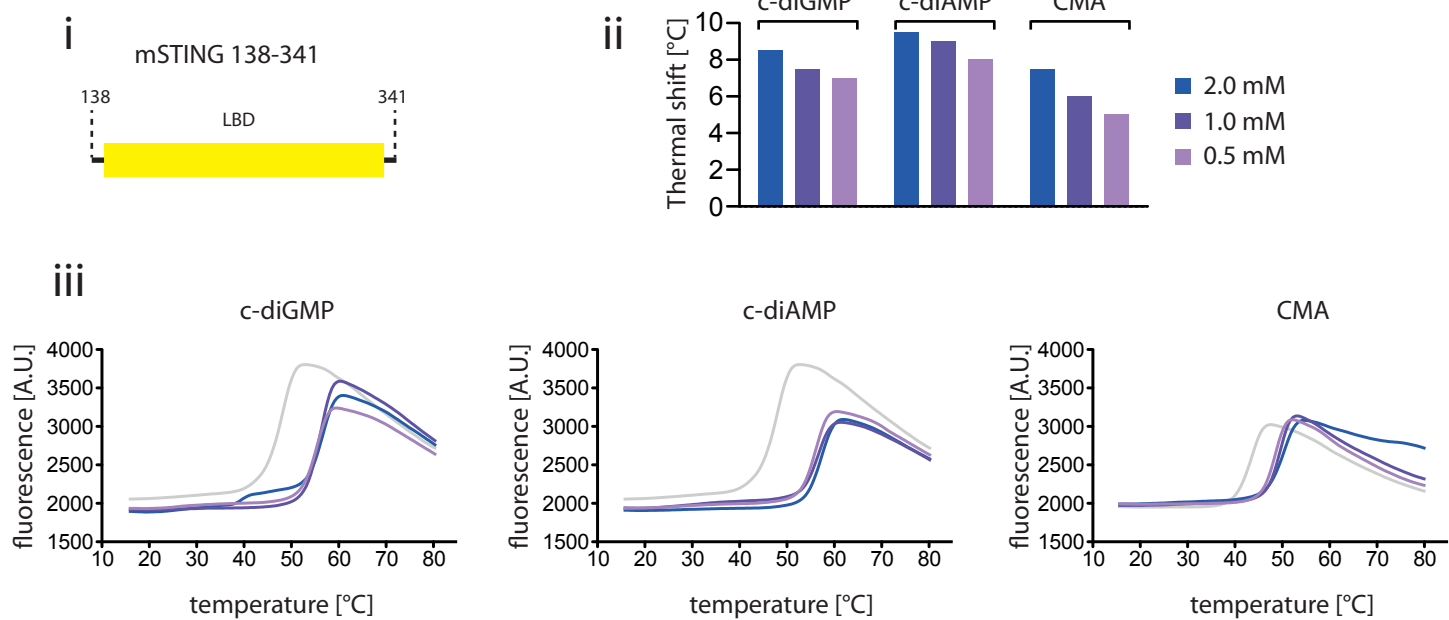 i
mSTING 138-341
138
341
LBD
ii
c-diGMP
c-diAMP
CMA
Thermal shift [°C]
10
8
6
4
2
0
2.0 mM
1.0 mM
0.5 mM
iii
c-diGMP
fluorescence [A.U.]
4000
3500
3000
2500
2000
1500
10 20 30 40 50 60 70 80
temperature [°C]
c-diAMP
fluorescence [A.U.]
4000
3500
3000
2500
2000
1500
10 20 30 40 50 60 70 80
temperature [°C]
CMA
fluorescence [A.U.]
4000
3500
3000
2500
2000
1500
10 20 30 40 50 60 70 80
temperature [°C]